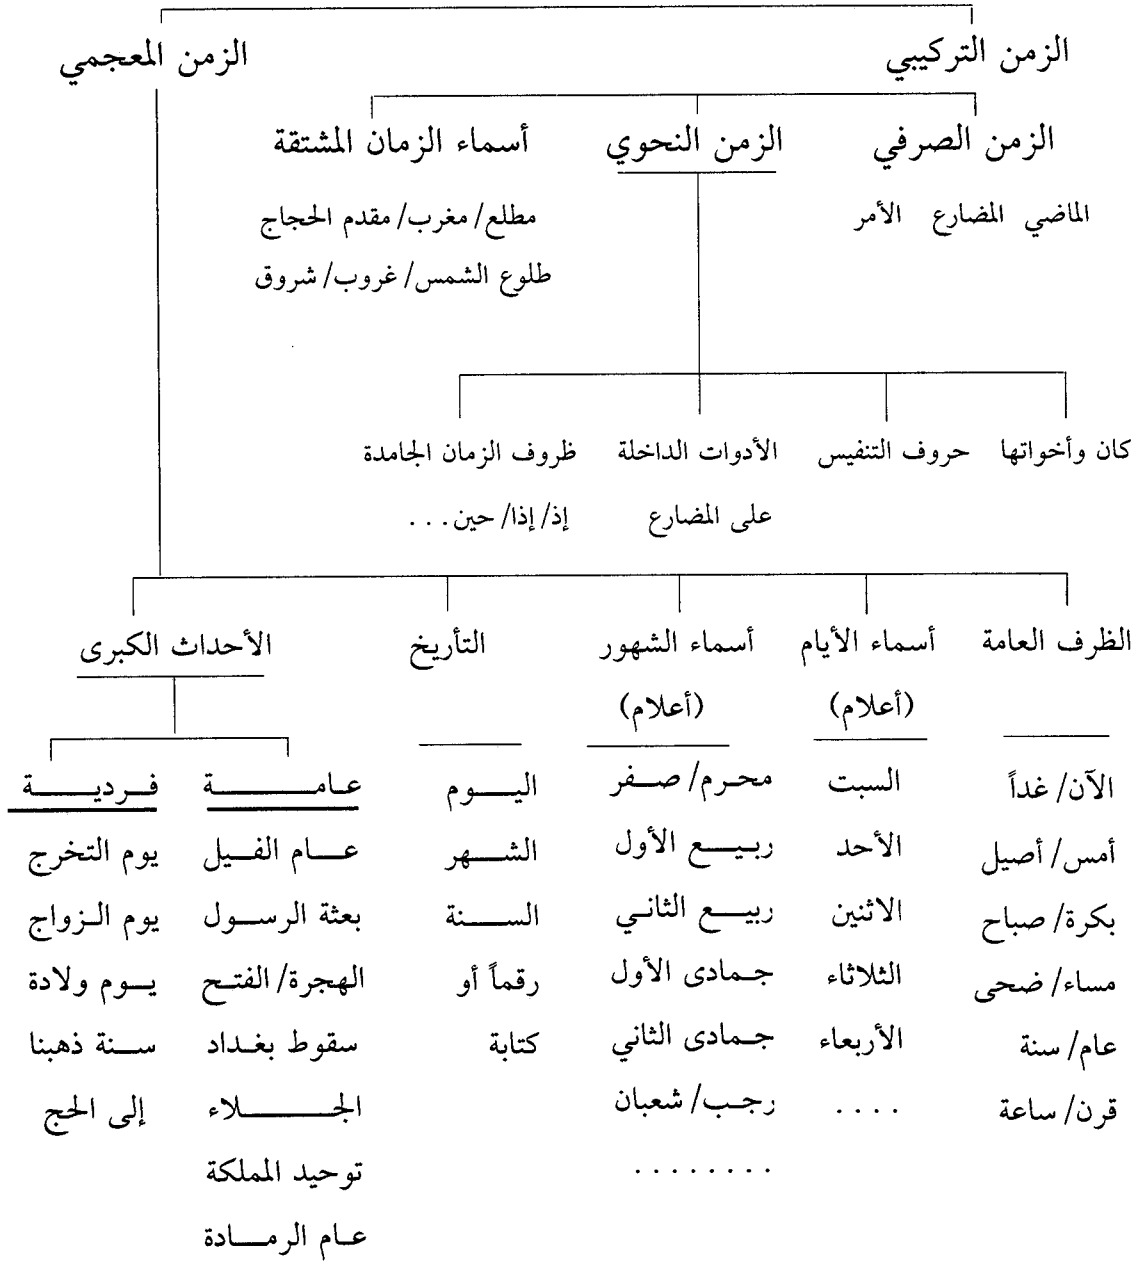 الزمن التركيبي
الزمن المعجمي
الزمن الصرفي
الزمن النحوي
أسماء الزمان المشتقة
الماضي المضارع الأمر
مطلع/ مغرب/ مقدم الحجاج
طلوع الشمس/ غروب/ شروق
كان وأخواتها
حروف التنفيس
الأدوات الداخلة
على المضارع
ظروف الزمان الجامدة
إذ/ إذا/ حين...
الظرف العامة
الآن/ غداً
أمس/ أصيل
بكرة/ صباح
مساء/ ضحى
عام/ سنة
قرن/ ساعة
أسماء الأيام
(أعلام)
السبت
الأحد
الاثنين
الثلاثاء
الأربعاء
....
أسماء الشهور
(أعلام)
محرم/ صفر
ربيع الأول
ربيع الثاني
جمادى الأول
جمادى الثاني
رجب/ شعبان
........
التأريخ
اليوم
الشهر
السنة
رقماً أو
كتابة
الأحداث الكبرى
عامة
عام الفيل
بعثة الرسول
الهجرة/ الفتح
سقوط بغداد
الجلاء
توحيد المملكة
عام الرمادة
فردية
يوم التخرج
يوم الزواج
يوم ولادة
سنة ذهبنا
إلى الحج